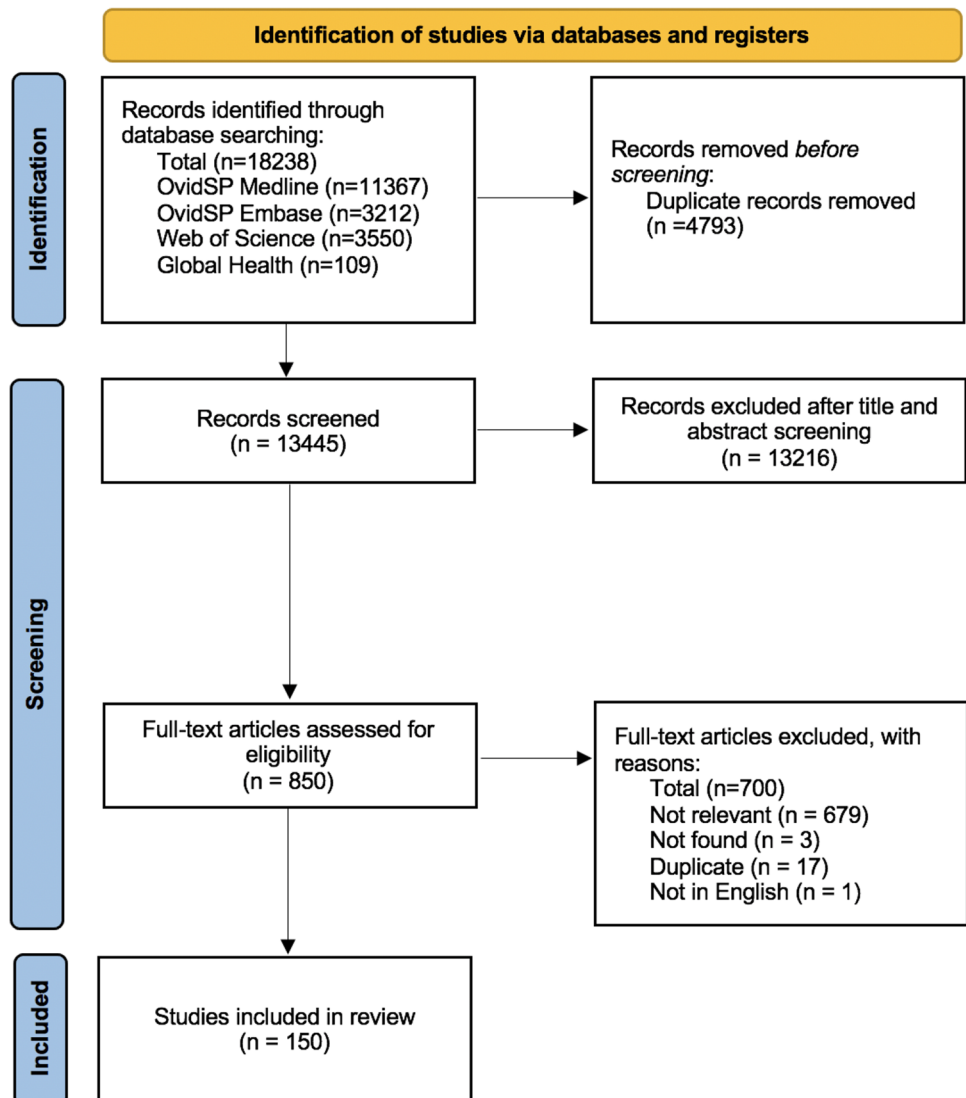 Identification of studies via databases and registers
Identification
Records identified through
database searching:
Total (n=18238)
OvidSP Medline (n=11367)
OvidSP Embase (n=3212)
Web of Science (n=3550)
Global Health (n=109)
Records removed before
screening:
Duplicate records removed
(n =4793)
Screening
Records screened
(n = 13445)
Records excluded after title and
abstract screening
(n = 13216)
Full-text articles assessed for
eligibility
(n = 850)
Full-text articles excluded, with
reasons:
Total (n=700)
Not relevant (n = 679)
Not found (n = 3)
Duplicate (n = 17)
Not in English (n = 1)
Included
Studies included in review
(n = 150)